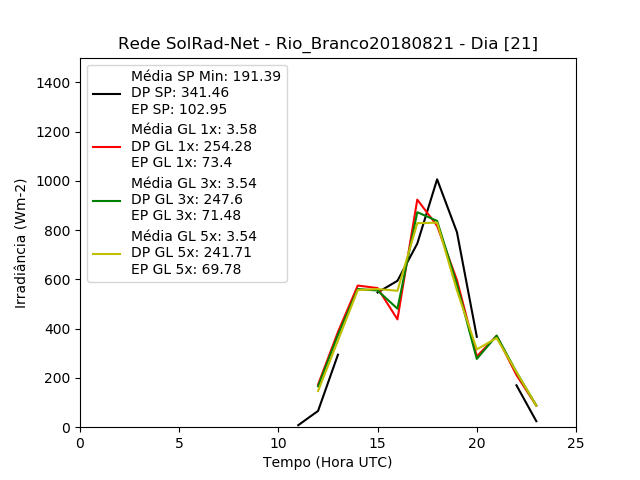 Rede SolRad-Net - Rio_Branco20180821 - Dia [21]
Média SP Min: 191.39
DP SP: 341.46
EP SP: 102.95
Média GL 1x: 3.58
DP GL 1x: 254.28
EP GL 1x: 73.4
Média GL 3x: 3.54
DP GL 3x: 247.6
EP GL 3x: 71.48
Média GL 5x: 3.54
DP GL 5x: 241.71
EP GL 5x: 69.78
Irradiância (Wm-2)
1400
1200
1000
800
600
400
200
0
0 5 10 15 20 25
Tempo (Hora UTC)